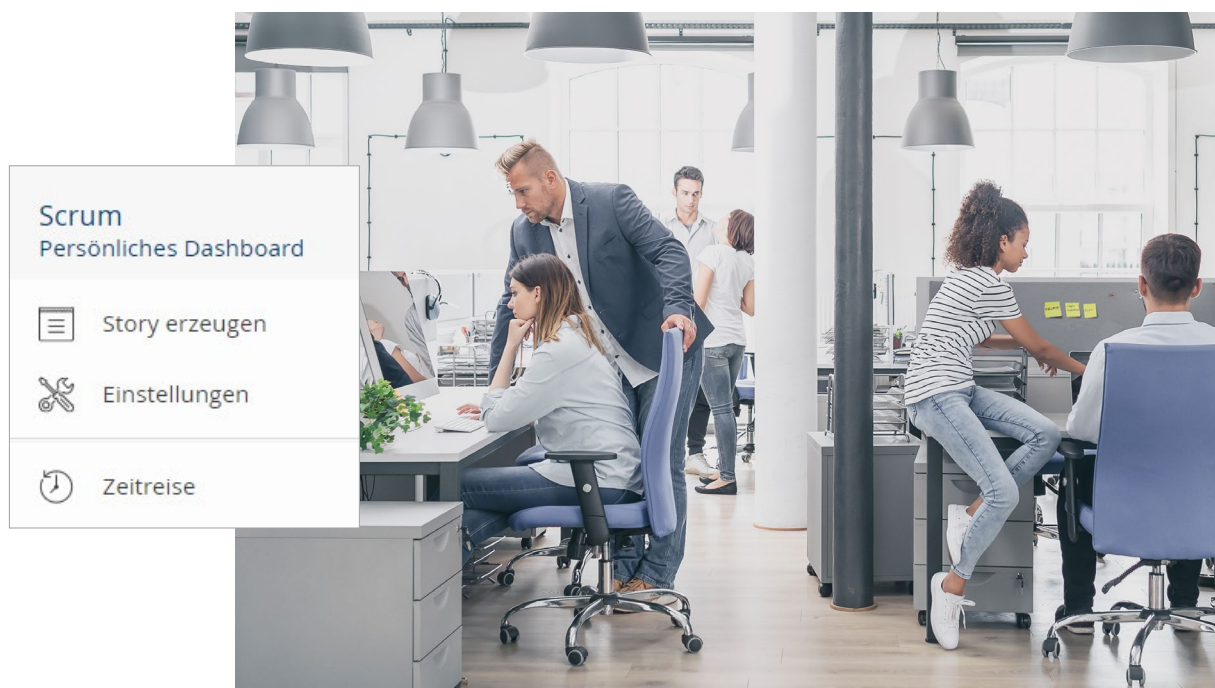 Scrum
Persönliches Dashboard
Story erzeugen
Einstellungen
Zeitreise